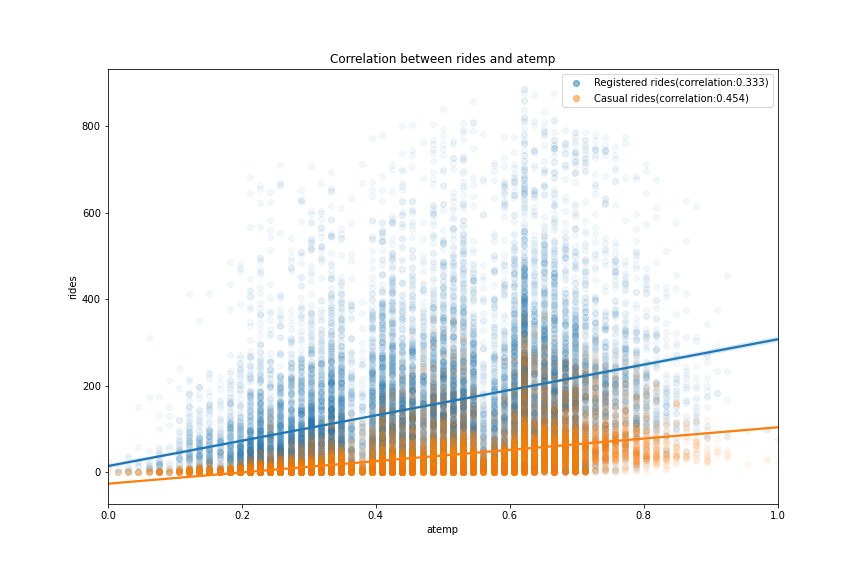 Correlation between rides and atemp
Registered rides(correlation:0.333)
Casual rides(correlation:0.454)
800
600
400
200
0
rides
0.0 0.2 0.4 0.6 0.8 1.0
atemp